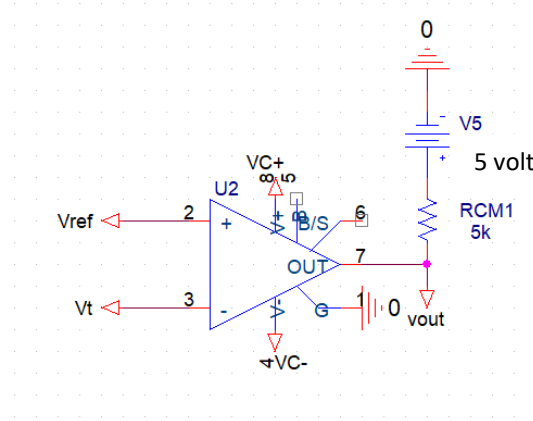 0
V5
-
+
5 volt
RCM1
5k
VC+
8
5
U2
B
V+
B/S
6
Vref
2
+
OUT
7
Vt
3
-
V-
G
1
0
vout
4
VC-